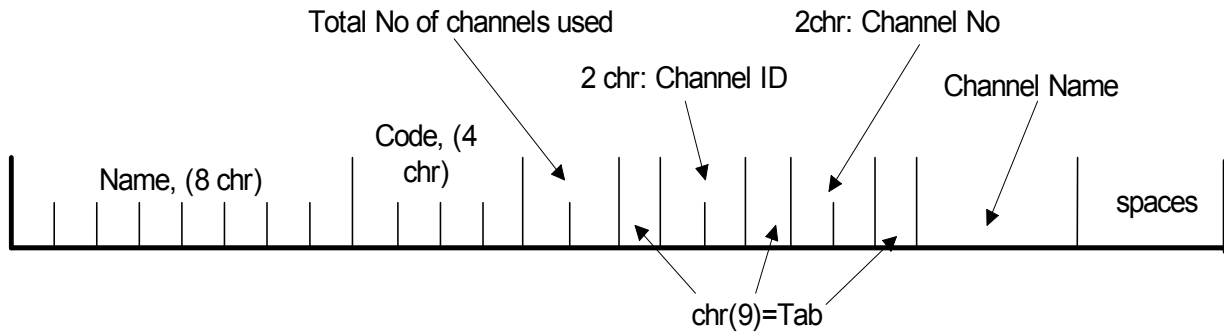 Total No of channels used
2chr: Channel No
2 chr: Channel ID
Channel Name
Code, (4
chr)
Name, (8 chr)
spaces
chr(9)=Tab